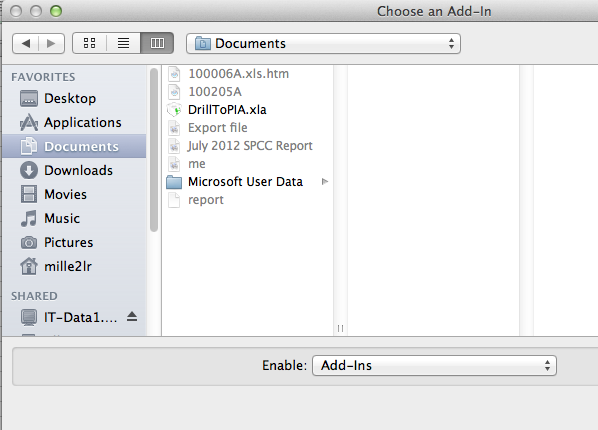 Choose an Add-In
Documents
FAVORITES
Desktop
Applications
Documents
Downloads
Movies
Music
Pictures
mille2lr
SHARED
IT-Data1....
100006A.xls.htm
100205A
DrillToPIA.xla
Export file
July 2012 SPCC Report
me
Microsoft User Data
report
Enable: Add-Ins